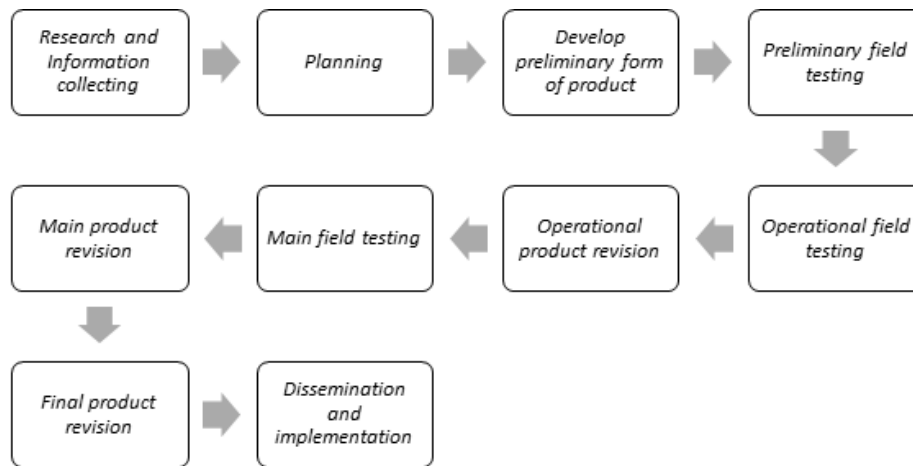 Research and
Information
collecting
Planning
Develop
preliminary form
of product
Preliminary field
testing
Operational field
testing
Operational
product revision
Main field testing
Main product
revision
Final product
revision
Dissemination
and
implementation